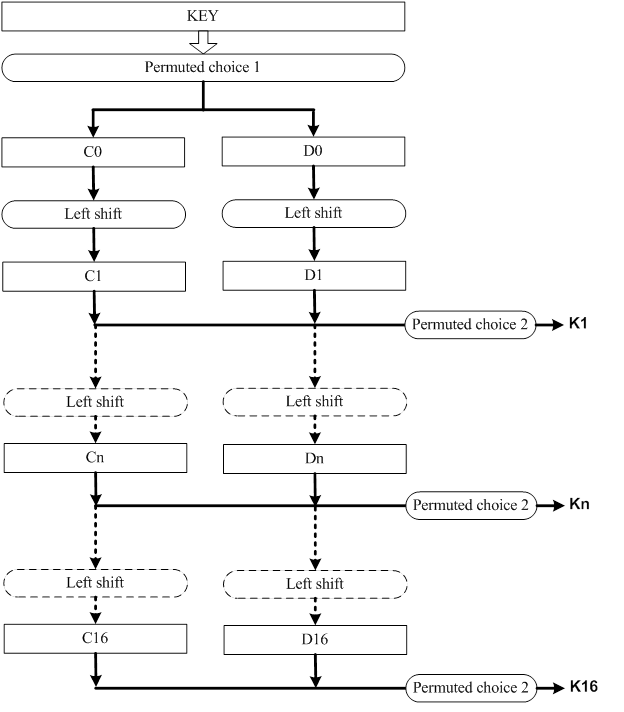 KEY
Permuted choice 1
C0
D0
Left shift
Left shift
C1
D1
Permuted choice 2
K1
Left shift
Left shift
Cn
Dn
Permuted choice 2
Kn
Left shift
Left shift
C16
D16
Permuted choice 2
K16